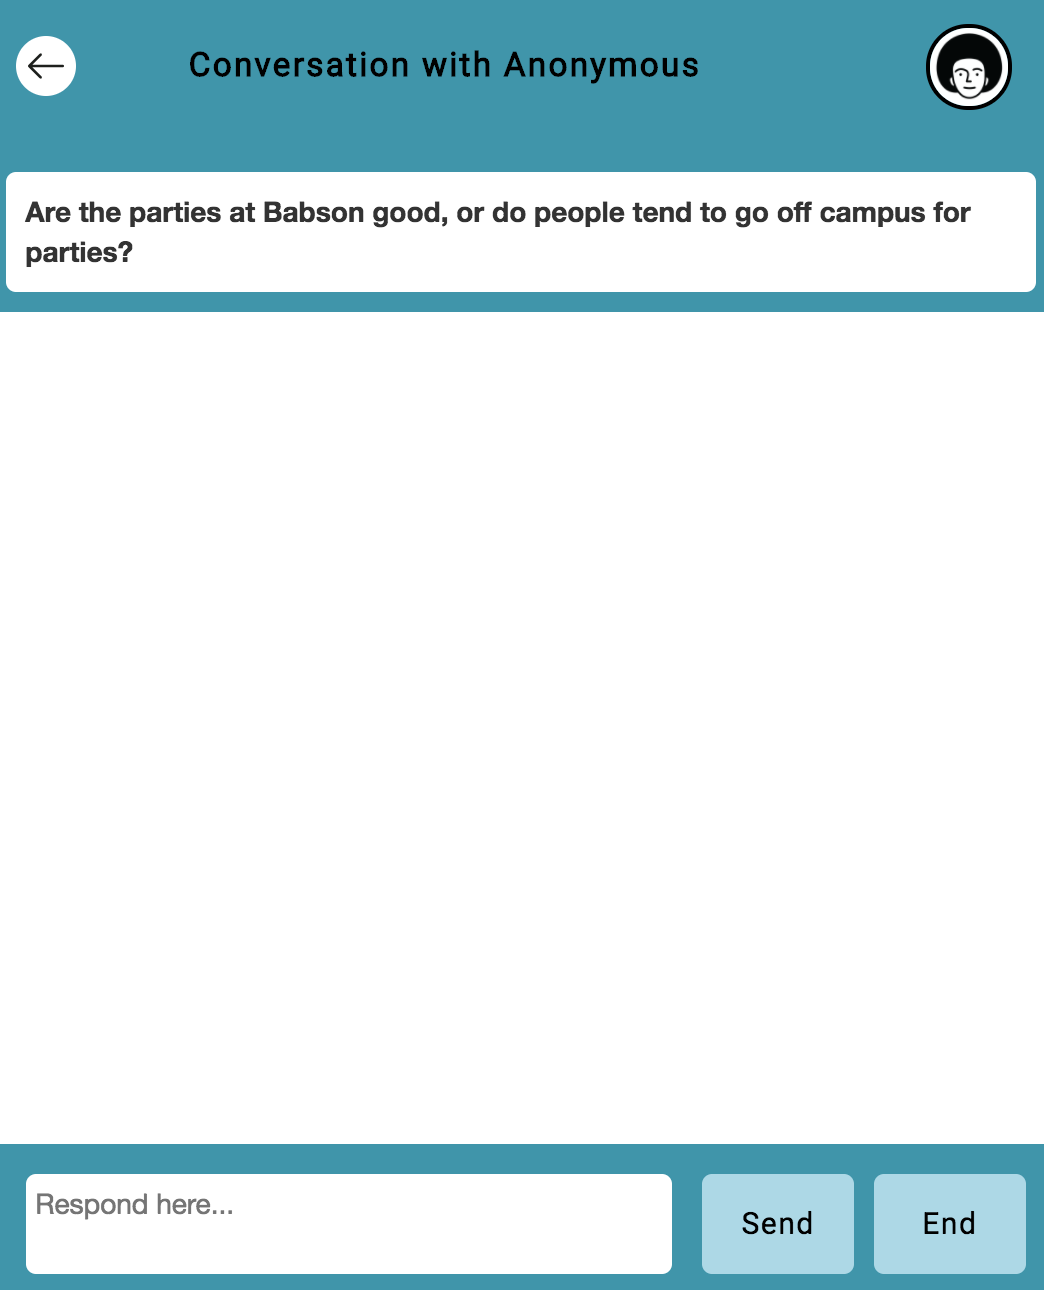 Conversation with Anonymous
Are the parties at Babson good, or do people tend to go off campus for
parties?
Respond here...
Send
End